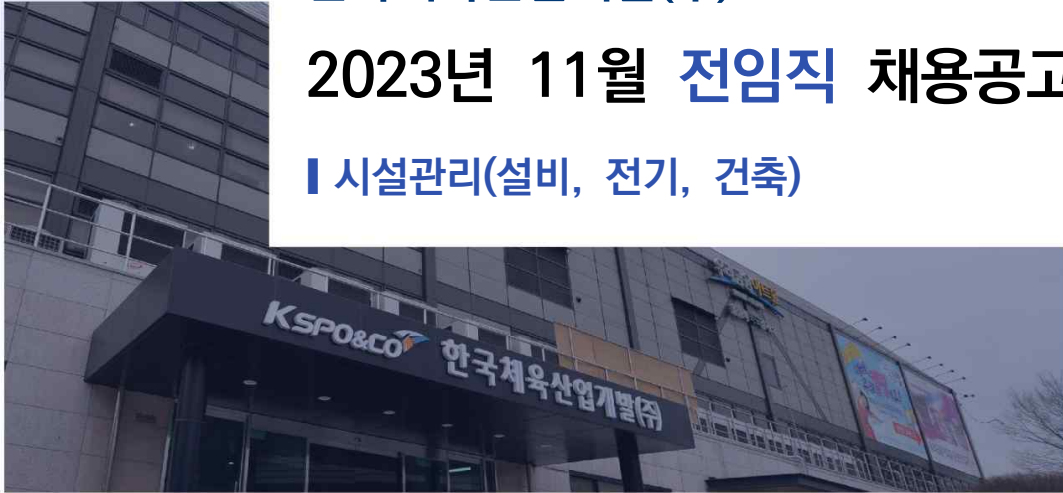 2023년 11월 전임직 채용공고
시설관리(설비, 전기, 건축)
KSPO&CO 한국체육산업개발(주)